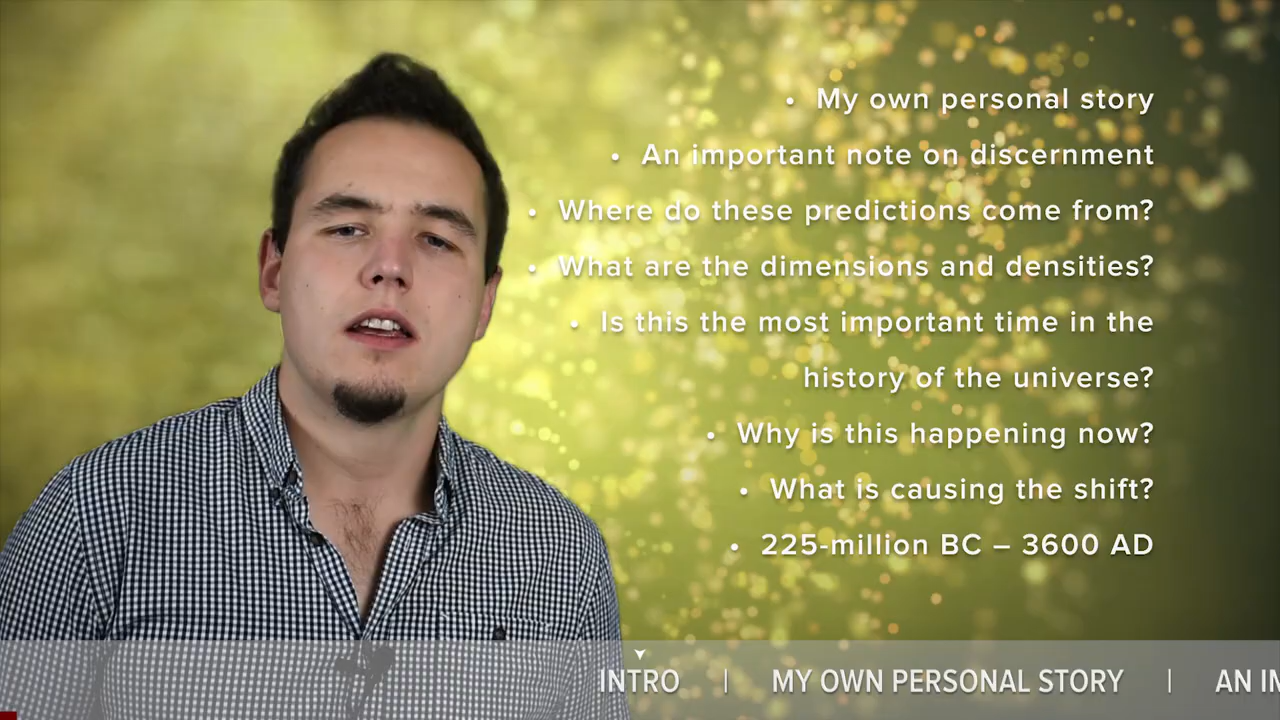 • My own personal story
• An important note on discernment
• Where do these predictions come from?
• What are the dimensions and densities?
• Is this the most important time in the
history of the universe?
• Why is this happening now?
• What is causing the shift?
• 225-million BC – 3600 AD
INTRO | MY OWN PERSONAL STORY | AN IM